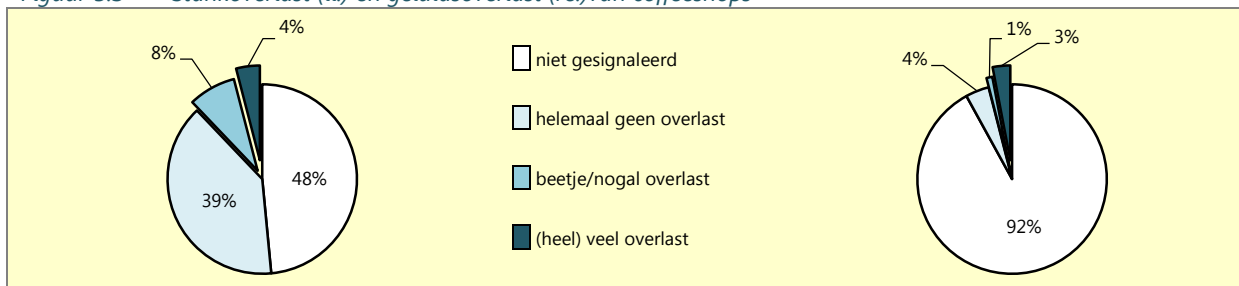 4%
8%
39%
48%
niet gesignaleerd
helemaal geen overlast
beetje/nogal overlast
(heel) veel overlast
1%
3%
4%
92%